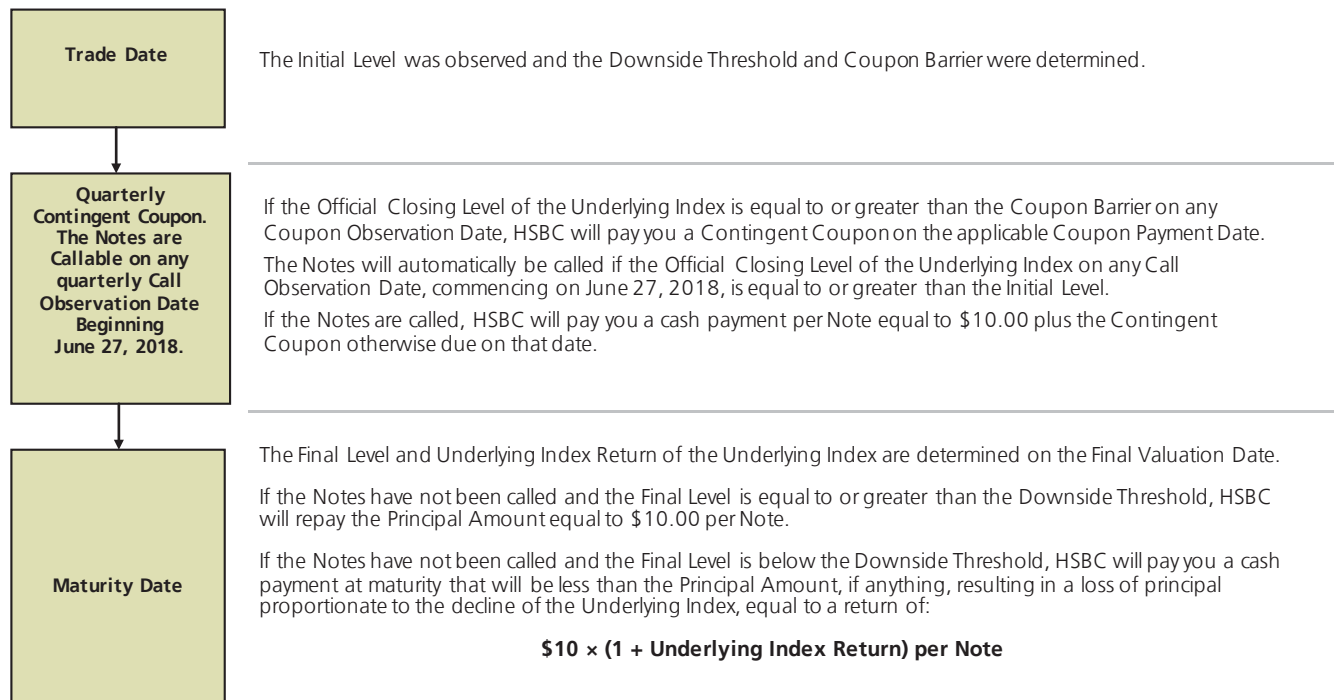 Trade Date
The Initial Level was observed and the Downside Threshold and Coupon Barrier were determined.
Quarterly
Contingent Coupon.
The Notes are
Callable on any
quarterly Call
Observation Date
Beginning
June 27, 2018.
If the Official Closing Level of the Underlying Index is equal to or greater than the Coupon Barrier on any
Coupon Observation Date, HSBC will pay you a Contingent Coupon on the applicable Coupon Payment Date.
The Notes will automatically be called if the Official Closing Level of the Underlying Index on any Call
Observation Date, commencing on June 27, 2018, is equal to or greater than the Initial Level.
If the Notes are called, HSBC will pay you a cash payment per Note equal to $10.00 plus the Contingent
Coupon otherwise due on that date.
Maturity Date
The Final Level and Underlying Index Return of the Underlying Index are determined on the Final Valuation Date.
If the Notes have not been called and the Final Level is equal to or greater than the Downside Threshold, HSBC
will repay the Principal Amount equal to $10.00 per Note.
If the Notes have not been called and the Final Level is below the Downside Threshold, HSBC will pay you a cash
payment at maturity that will be less than the Principal Amount, if anything, resulting in a loss of principal
proportionate to the decline of the Underlying Index, equal to a return of:
$10 × (1 + Underlying Index Return) per Note